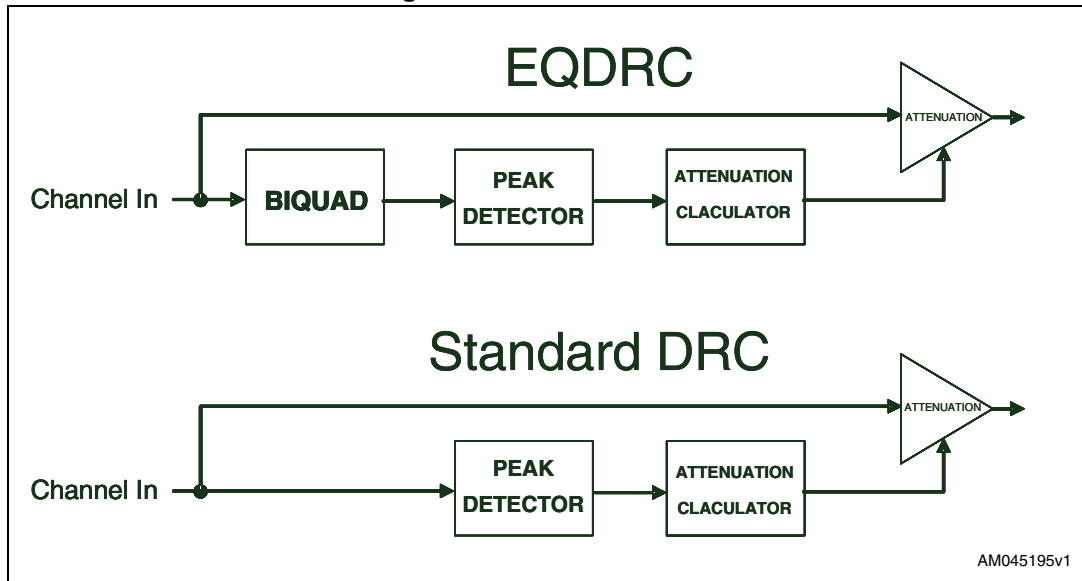 EQDRC
ATTENUATION
Channel In
BIQUAD
PEAK
DETECTOR
ATTENUATION
CLACULATOR
Standard DRC
ATTENUATION
Channel In
PEAK
DETECTOR
ATTENUATION
CLACULATOR
AM045195v1